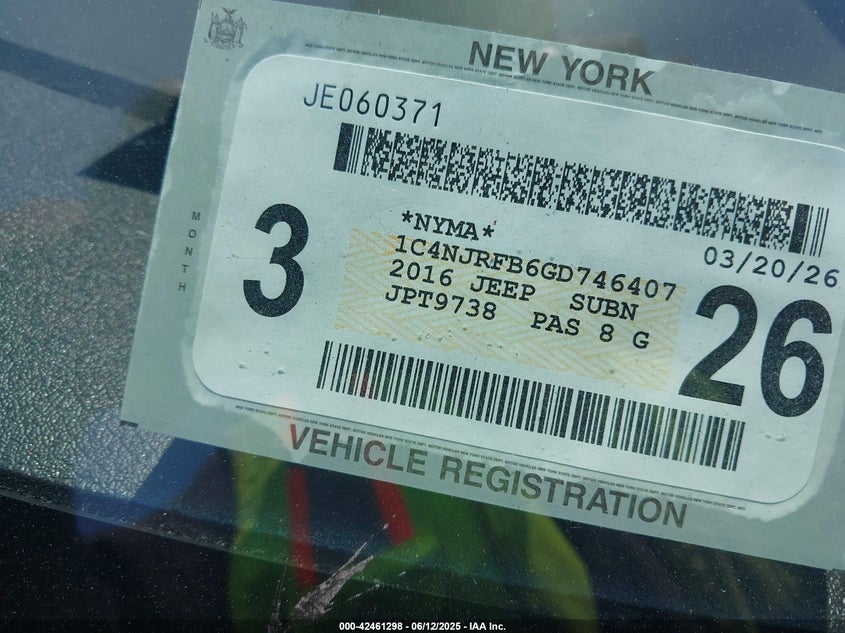 NEW YORK
JE060371
*NYMA*
03/20/26
1C4NJRFB6GD746407
2016 JEEP SUBN
JPT9738 PAS 8 G
MONTH
3
26
VEHICLE REGISTRATION
000-42461298 - 06/12/2025 - IAA Inc.